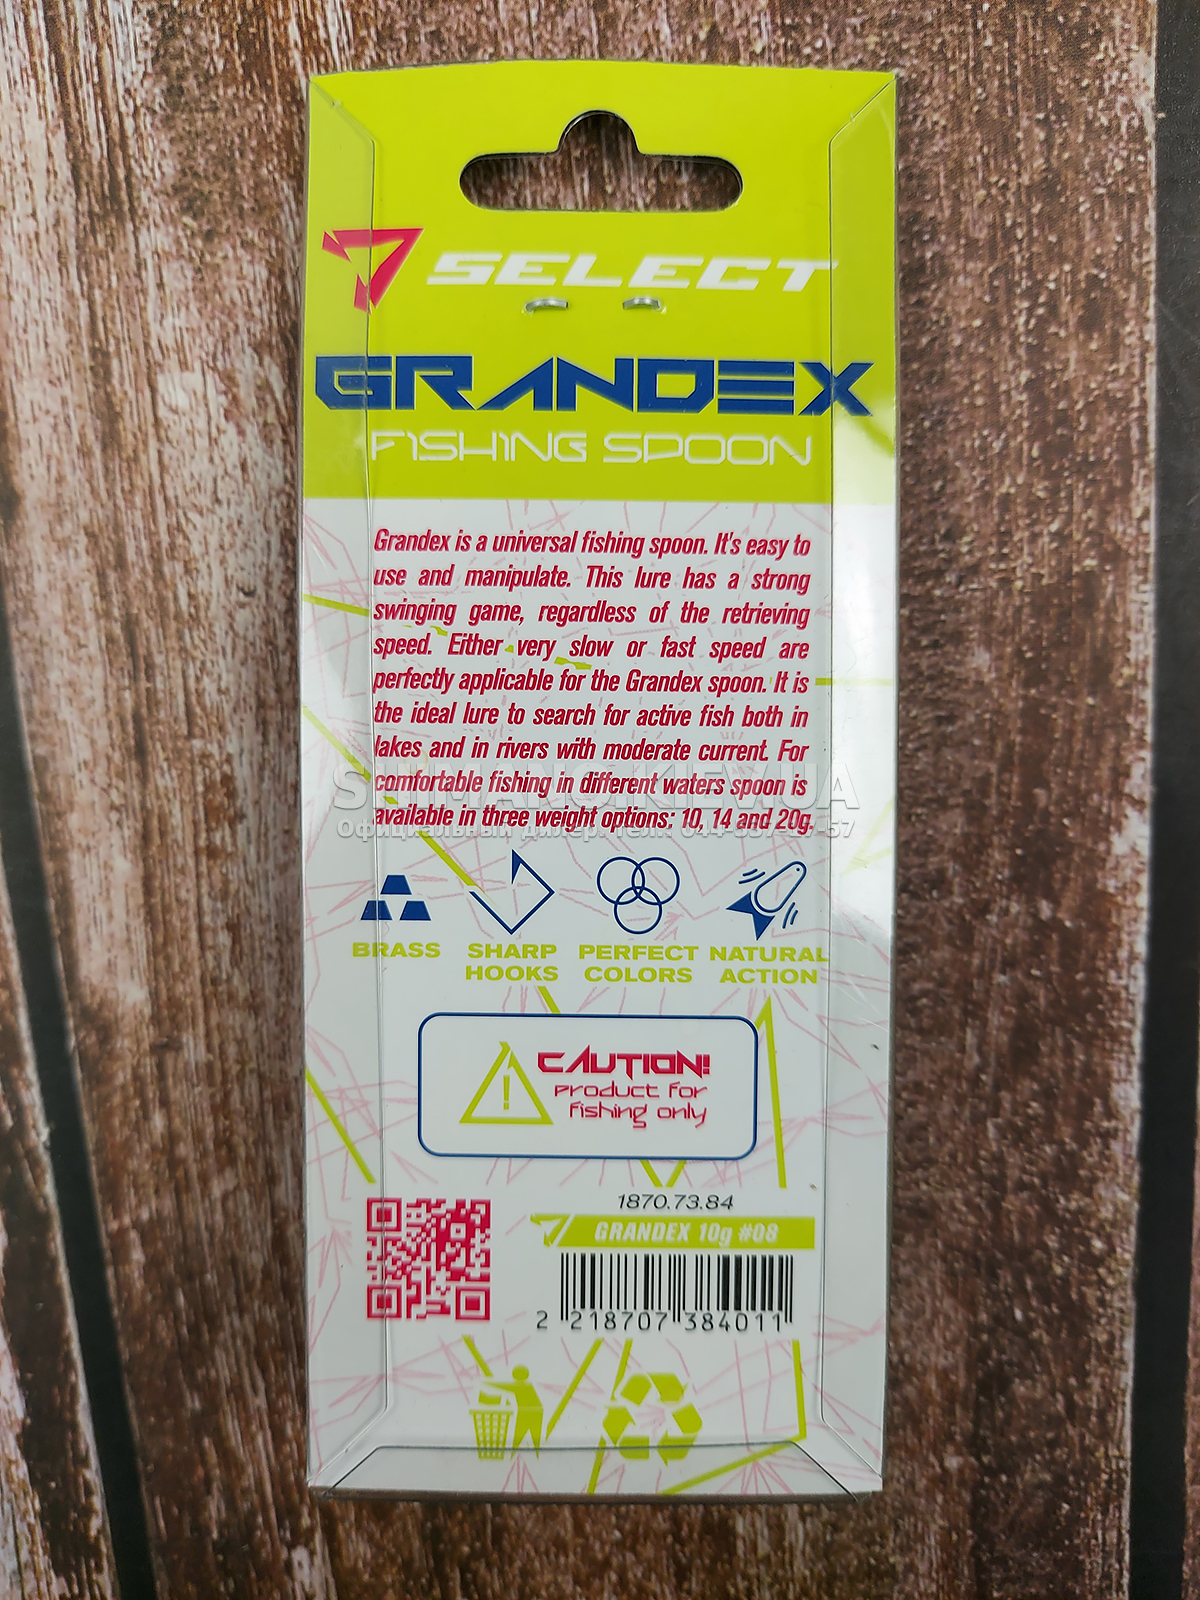 SELECT
GRANDEX
FISHING SPOON
Grandex is a universal fishing spoon. It's easy to
use and manipulate. This lure has a strong
swinging game, regardless of the retrieving
speed. Either very slow or fast speed are
perfectly applicable for the Grandex spoon. It is
the ideal lure to search for active fish both in
lakes and in rivers with moderate current. For
comfortable fishing in different waters spoon is
available in three weight options: 10, 14 and 20g.
SHIMANOKIEV.UA
Официальный дилер.
BRASS
SHARP
HOOKS
PERFECT
COLORS
NATURAL
ACTION
CAUTION!
product for
fishing only
1870.73.84
GRANDEX 10g #08
2 218707 384011